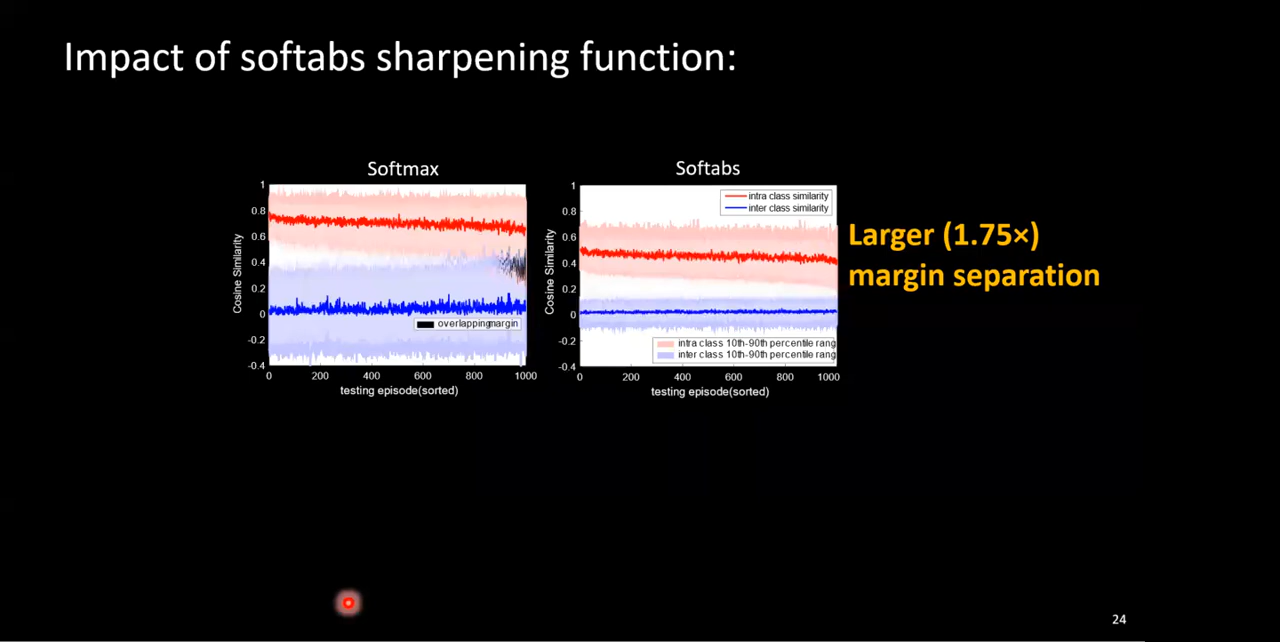 Impact of softabs sharpening function:
Softmax
Cosine Similarity
1
0.8
0.6
0.4
0.2
0
-0.2
-0.4
overlapping margin
0 200 400 600 800 1000
testing episode(sorted)
Softabs
Cosine Similarity
1
0.8
0.6
0.4
0.2
0
-0.2
-0.4
intra class similarity
inter class similarity
intra class 10th-90th percentile rang
inter class 10th-90th percentile rang
0 200 400 600 800 1000
testing episode(sorted)
Larger (1.75×)
margin separation
24